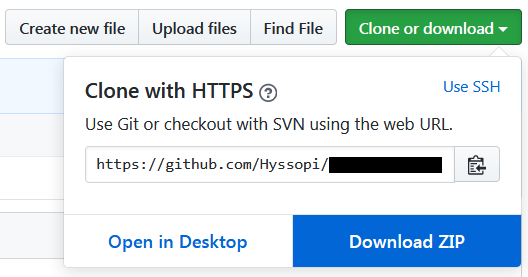 Create new file Upload files Find File Clone or download
Clone with HTTPS ? Use SSH
Use Git or checkout with SVN using the web URL.
https://github.com/Hyssopi/
Open in Desktop Download ZIP